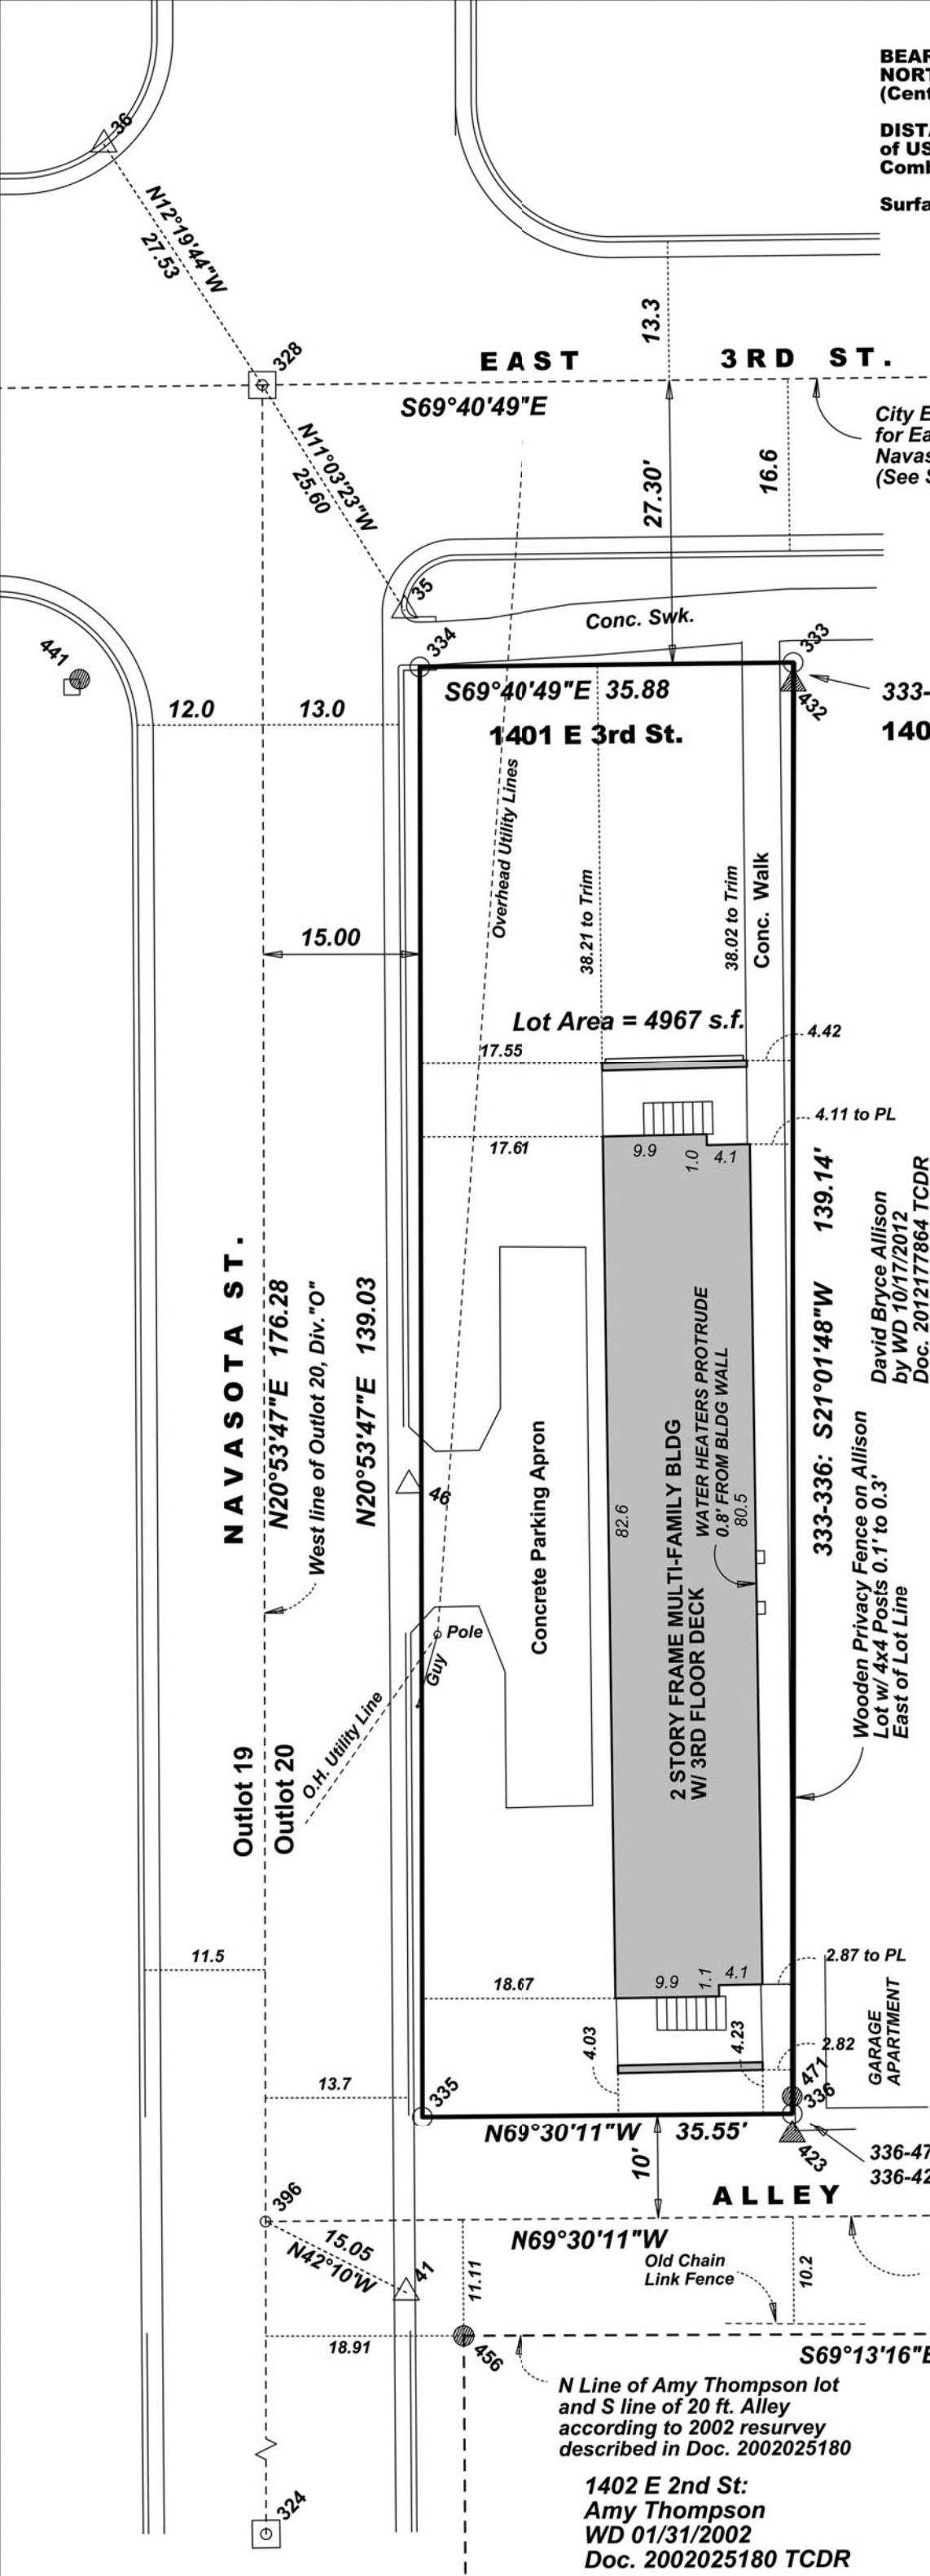 BEAR
NORT
(Cent
DIST
of US
Comb
Surfa
36
N12°19'44"W
27.53
328
13.3
EAST 3RD ST.
S69°40'49"E
City E
for Ea
Navas
(See S
N11°03'23"W
25.60
27.30'
16.6
35
Conc. Swk.
441
334
333
S69°40'49"E 35.88
432
333-
12.0
13.0
1401 E 3rd St.
140
Overhead Utility Lines
38.21 to Trim
38.02 to Trim
Conc. Walk
15.00
Lot Area = 4967 s.f.
4.42
17.55
4.11 to PL
17.61
9.9
1.0
4.1
NAVASOTA ST.
N20°53'47"E 176.28
West line of Outlot 20, Div."O"
N20°53'47"E 139.03
46
Concrete Parking Apron
82.6
2 STORY FRAME MULTI-FAMILY BLDG
W/ 3RD FLOOR DECK
WATER HEATERS PROTRUDE
0.8' FROM BLDG WALL
80.5
333-336: S21°01'48"W 139.14'
David Bryce Allison
by WD 10/17/2012
Doc. 2012177864 TCDR
Wooden Privacy Fence on Allison
Lot w/ 4x4 Posts 0.1' to 0.3'
East of Lot Line
Pole
Guy
O.H. Utility Line
Outlot 19
Outlot 20
11.5
18.67
9.9
1.1
4.1
2.87 to PL
GARAGE
APARTMENT
4.03
4.23
2.82
471
336
13.7
335
N69°30'11"W 35.55'
423
336-47
336-42
10'
ALLEY
396
15.05
N42°10'W
41
N69°30'11"W
11.11
Old Chain
Link Fence
10.2
18.91
456
S69°13'16"E
N Line of Amy Thompson lot
and S line of 20 ft. Alley
according to 2002 resurvey
described in Doc. 2002025180
324
1402 E 2nd St:
Amy Thompson
WD 01/31/2002
Doc. 2002025180 TCDR